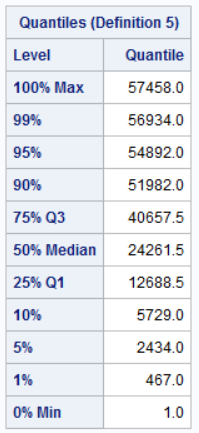 Quantiles (Definition 5)
Level Quantile
100% Max 57458.0
99% 56934.0
95% 54892.0
90% 51982.0
75% Q3 40657.5
50% Median 24261.5
25% Q1 12688.5
10% 5729.0
5% 2434.0
1% 467.0
0% Min 1.0